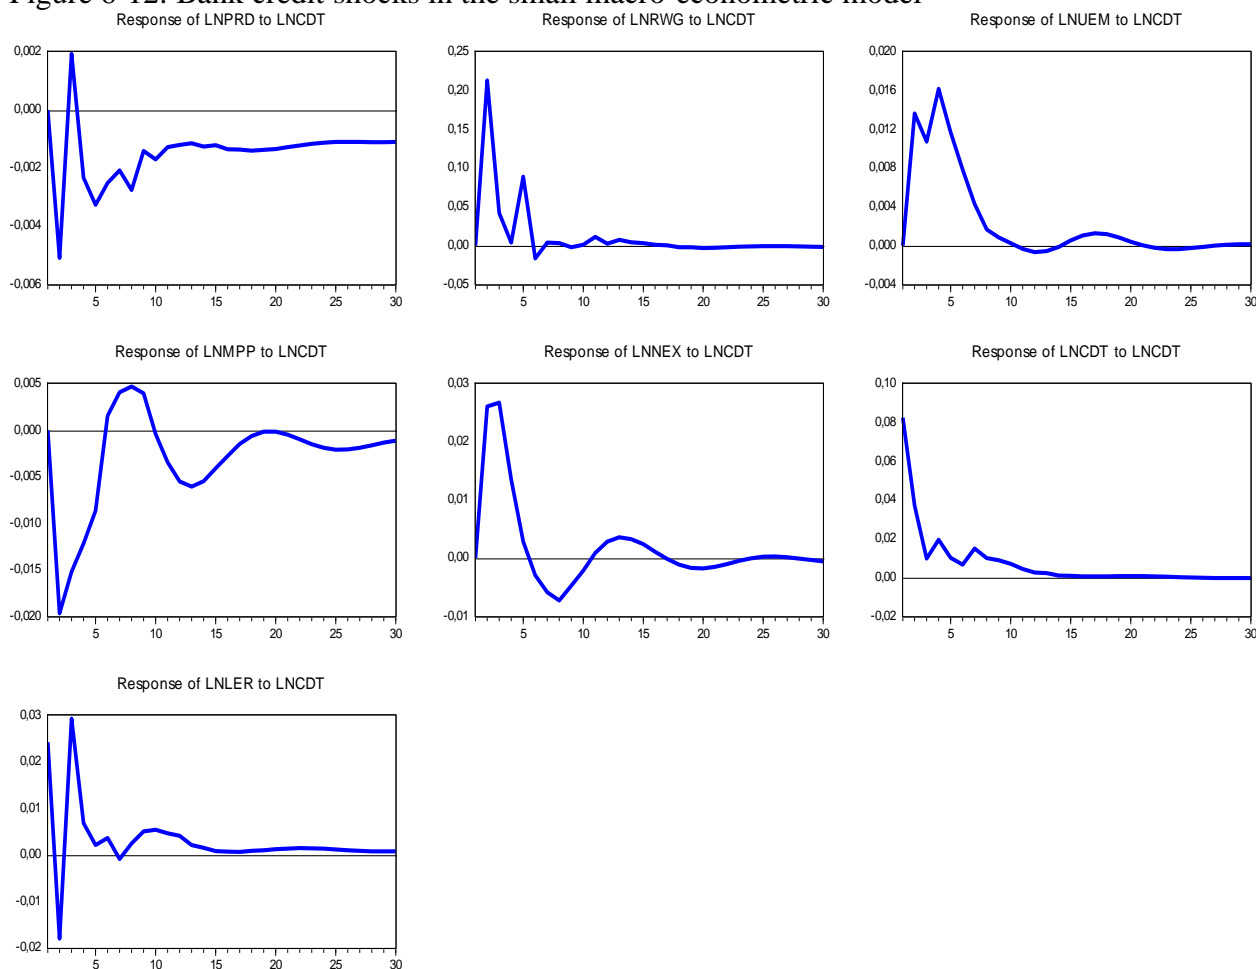 Figure 8-12: Bank credit shocks in the small macro-econometric model
Response of LNPRD to LNCDT
0,002
0,000
-0,002
-0,004
-0,006
5 10 15 20 25 30
Response of LNRWG to LNCDT
0,25
0,20
0,15
0,10
0,05
0,00
-0,05
5 10 15 20 25 30
Response of LNUEM to LNCDT
0,020
0,016
0,012
0,008
0,004
0,000
-0,004
5 10 15 20 25 30
Response of LNMPP to LNCDT
0,005
0,000
-0,005
-0,010
-0,015
-0,020
5 10 15 20 25 30
Response of LNNEX to LNCDT
0,03
0,02
0,01
0,00
-0,01
5 10 15 20 25 30
Response of LNCDT to LNCDT
0,10
0,08
0,06
0,04
0,02
0,00
-0,02
5 10 15 20 25 30
Response of LNLER to LNCDT
0,03
0,02
0,01
0,00
-0,01
-0,02
5 10 15 20 25 30